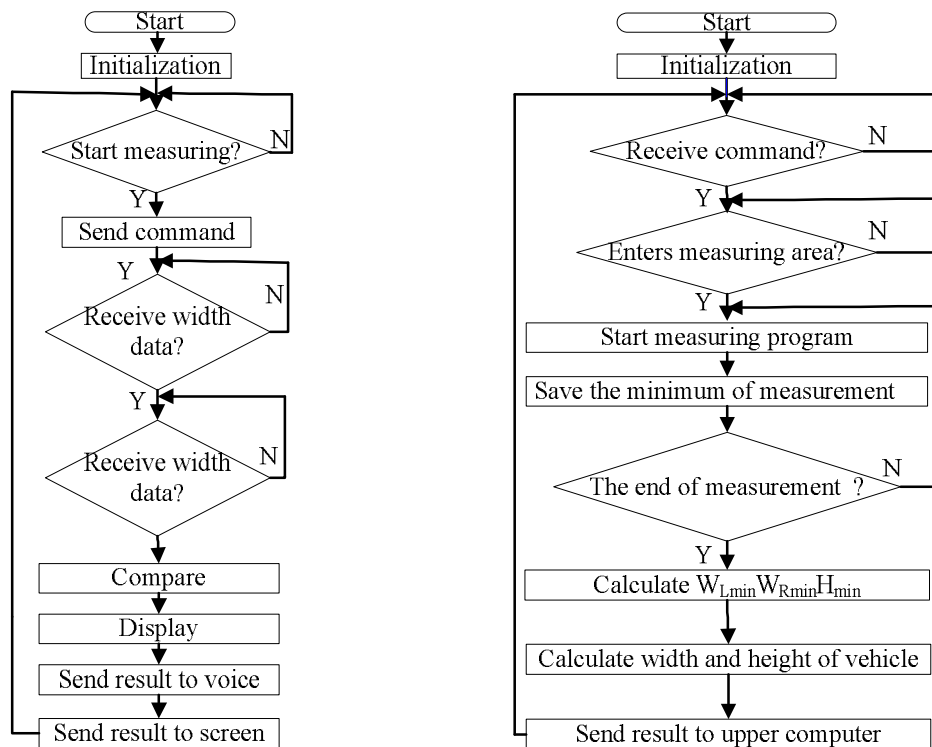 Start
Initialization
N
Start measuring?
Y
Send command
Y
N
Receive width
data?
Y
N
Receive width
data?
Compare
Display
Send result to voice
Send result to screen
Start
Initialization
N
Receive command?
Y
N
Enters measuring area?
Y
Start measuring program
Save the minimum of measurement
N
The end of measurement ?
Y
Calculate WLminWRminHmin
Calculate width and height of vehicle
Send result to upper computer